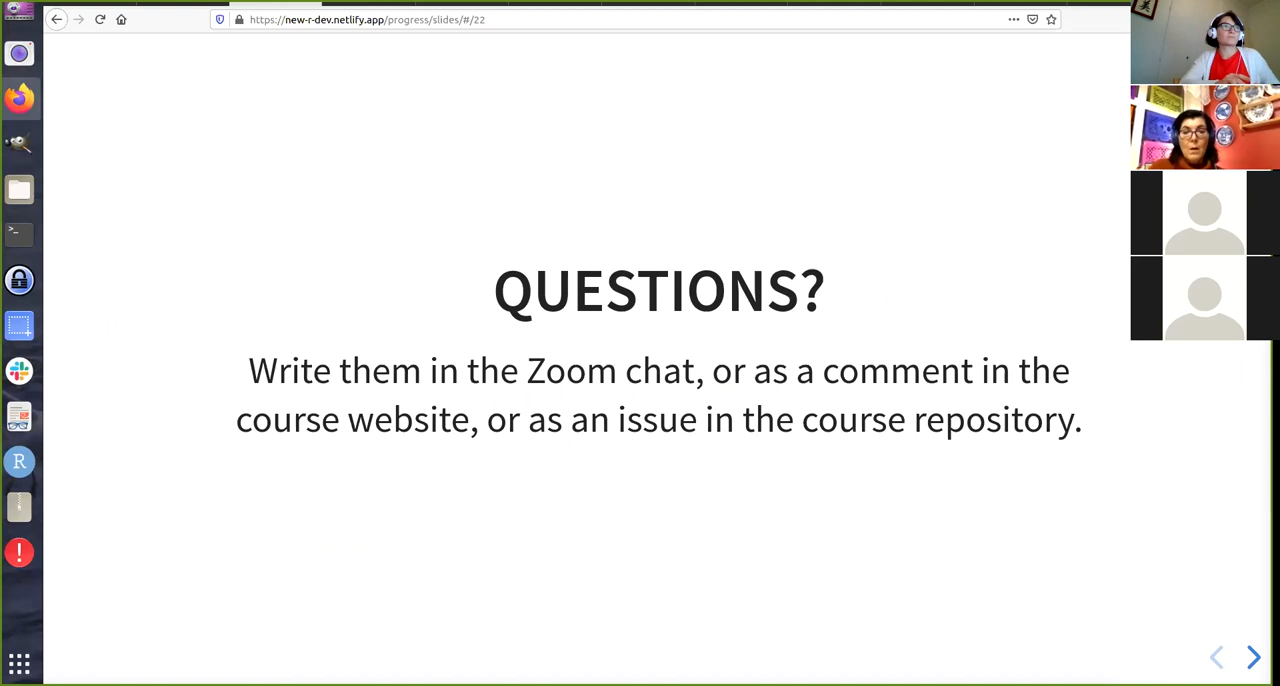 https://new-r-dev.netlify.app/progress/slides/#/22
QUESTIONS?
Write them in the Zoom chat, or as a comment in the
course website, or as an issue in the course repository.
>_
R
!